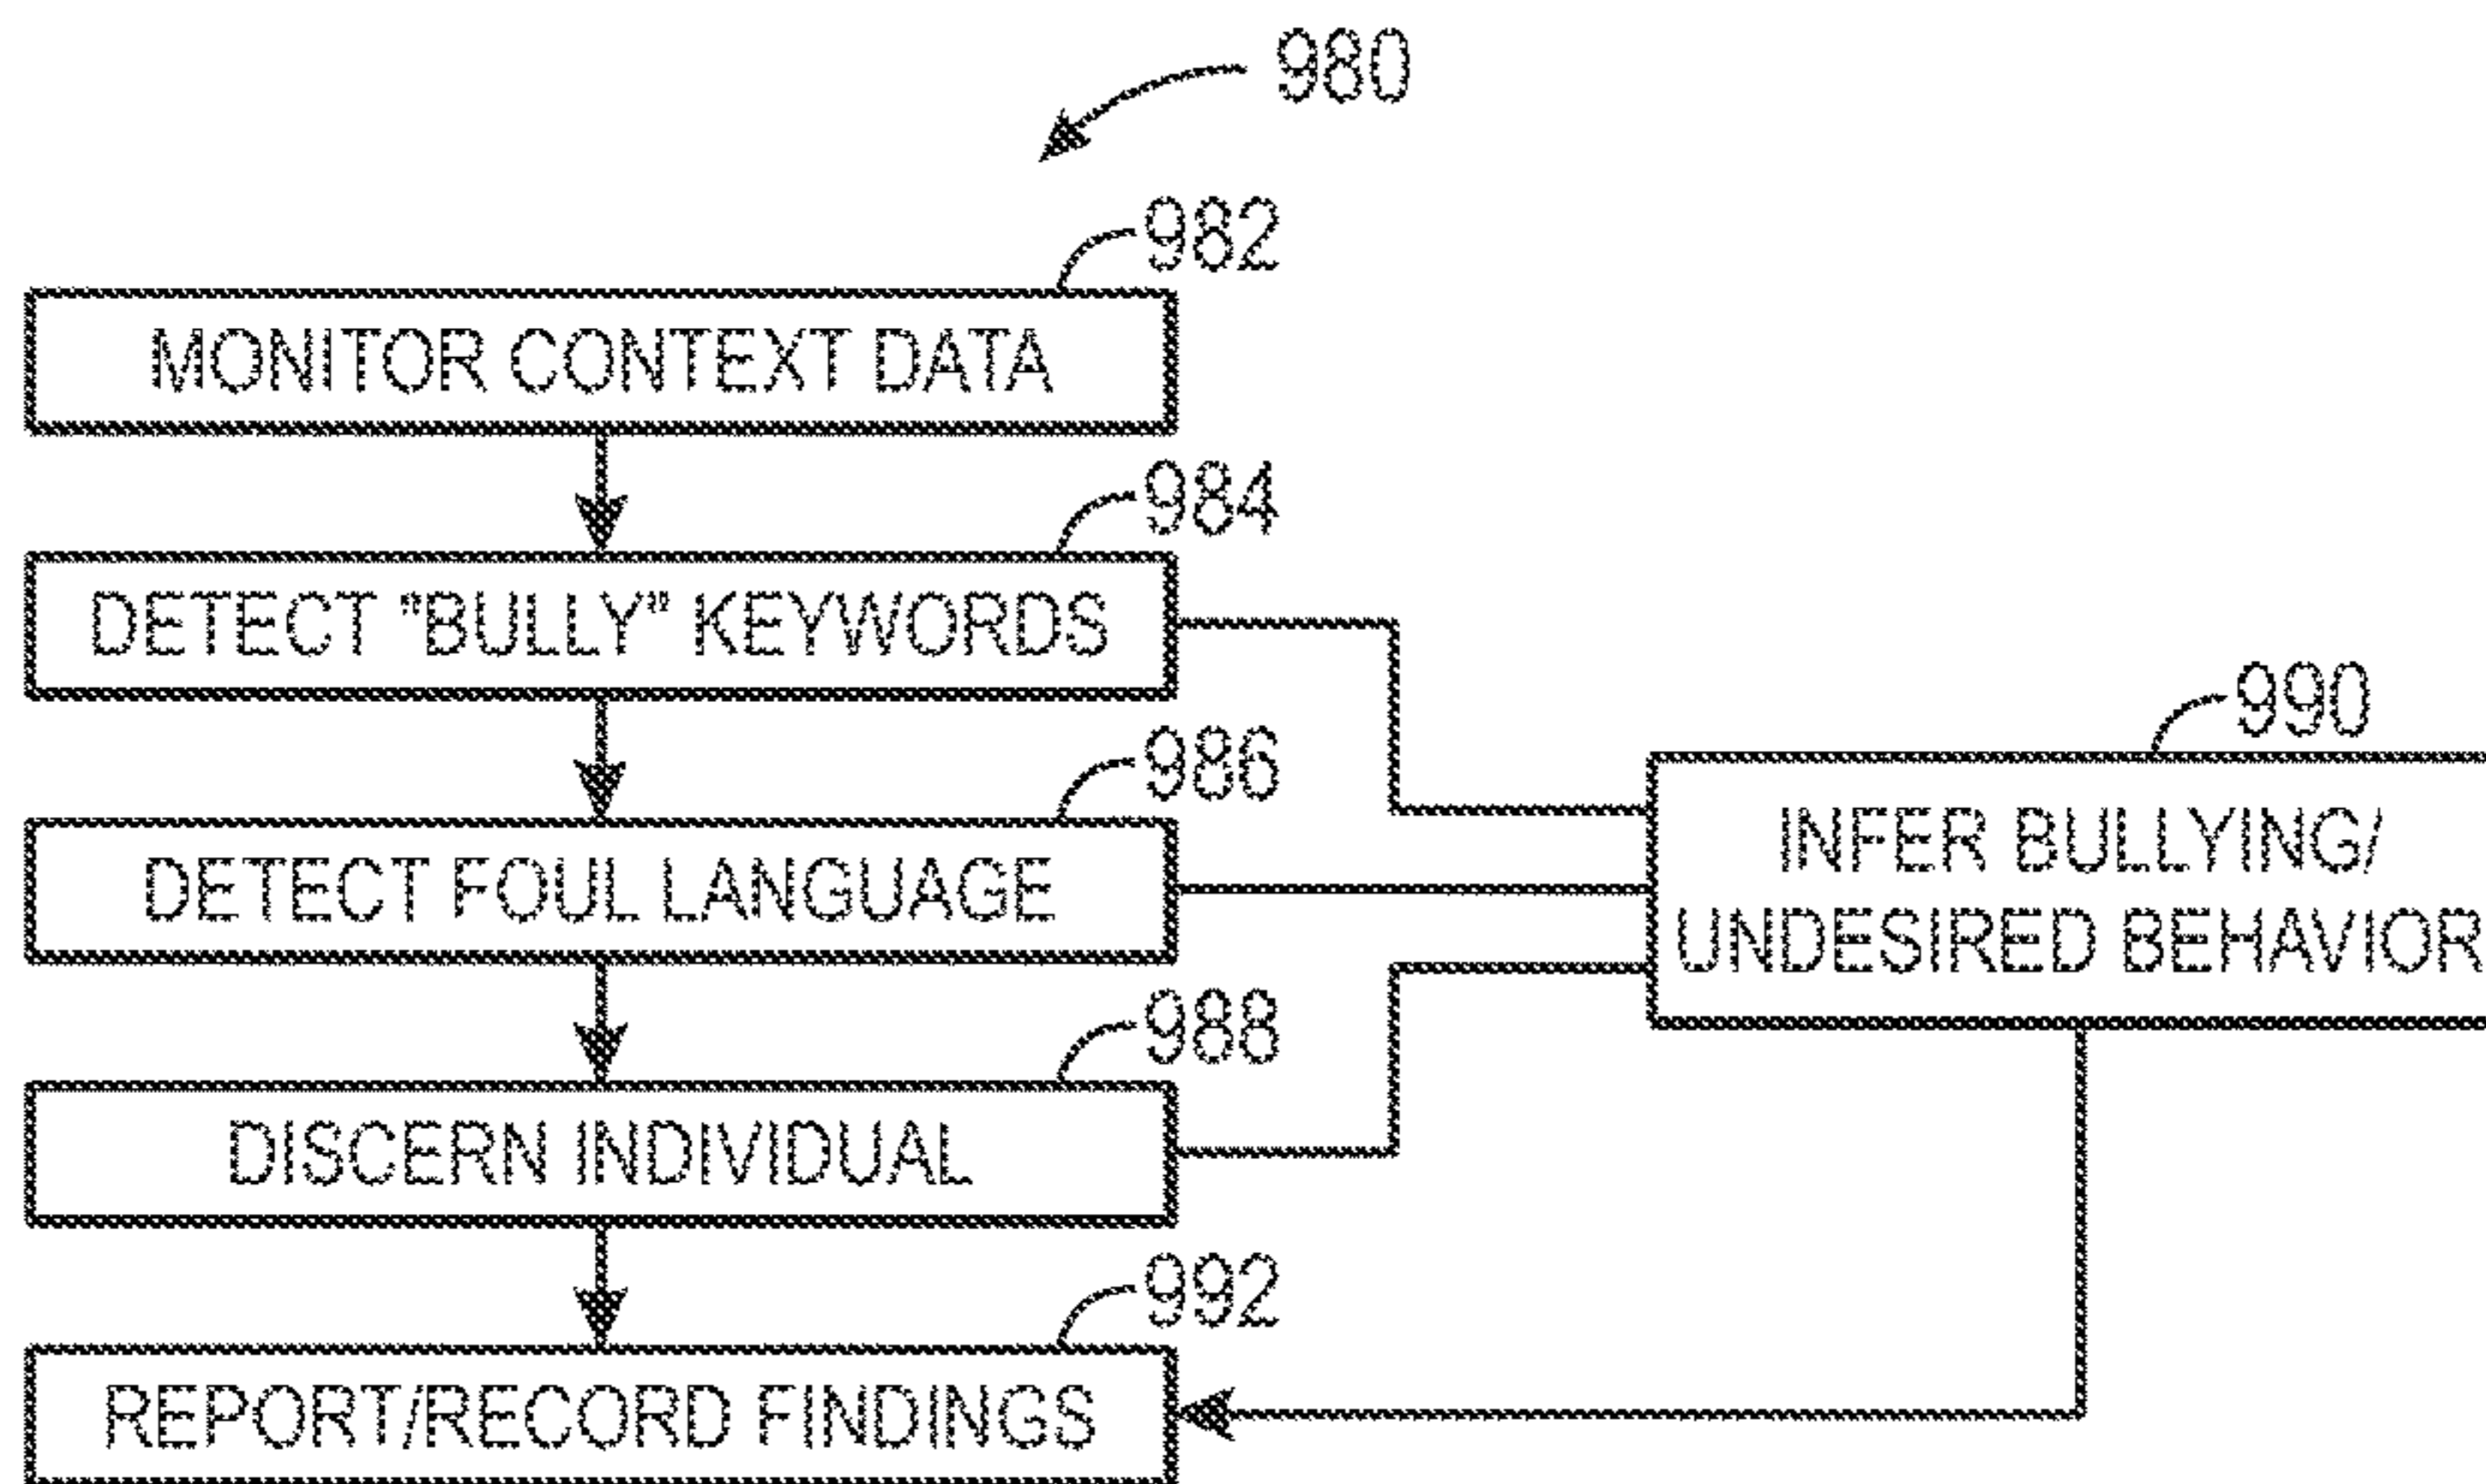 980
982
MONITOR CONTEXT DATA
984
DETECT "BULLY" KEYWORDS
986
DETECT FOUL LANGUAGE
990
INFER BULLYING/
UNDESIRED BEHAVIOR
988
DISCERN INDIVIDUAL
992
REPORT/RECORD FINDINGS